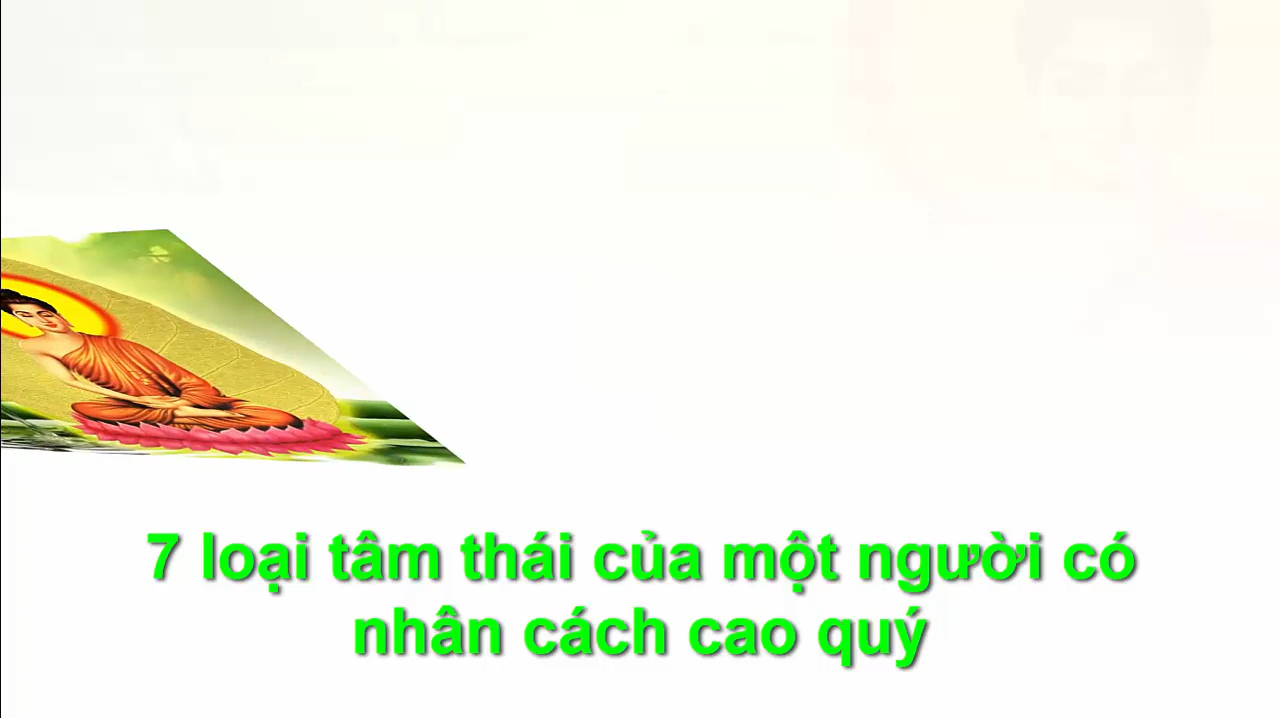 7 loại tâm thái của một người có
nhân cách cao quý